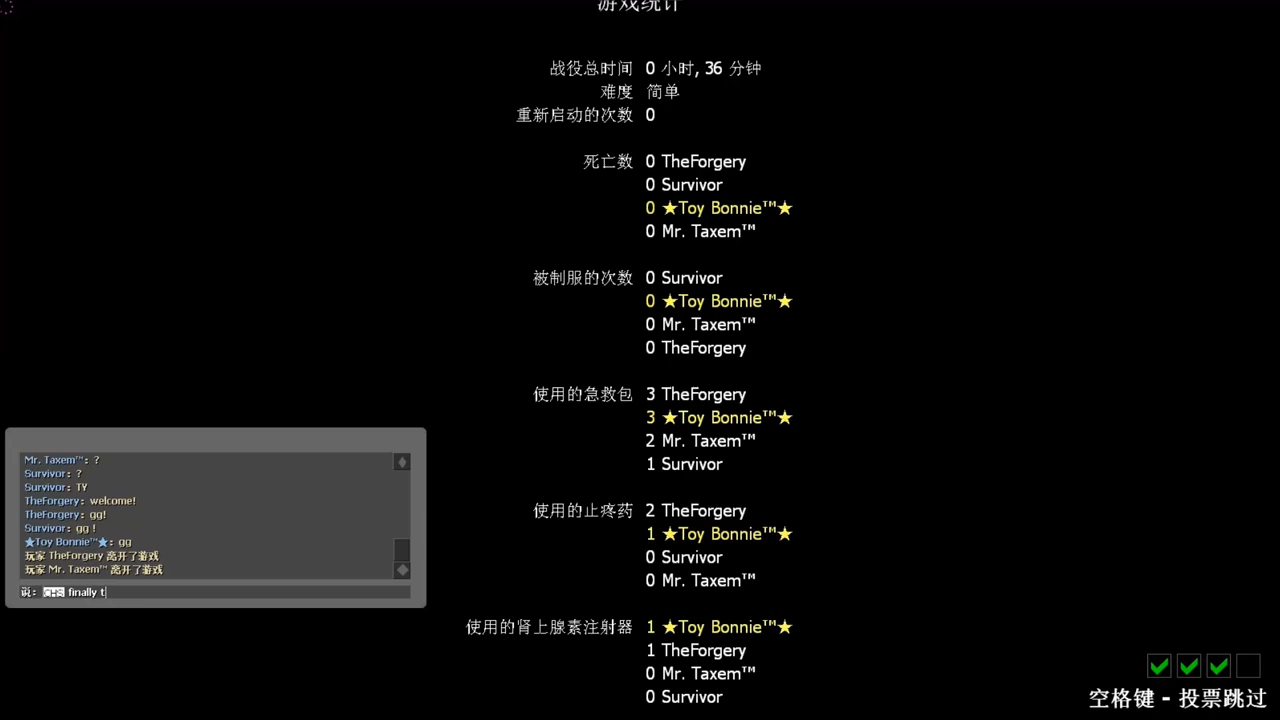 游戏统计
战役总时间 0 小时, 36 分钟
难度 简单
重新启动的次数 0
死亡数 0 TheForgery
0 Survivor
0 ★Toy Bonnie™★
0 Mr. Taxem™
被制服的次数 0 Survivor
0 ★Toy Bonnie™★
0 Mr. Taxem™
0 TheForgery
使用的急救包 3 TheForgery
3 ★Toy Bonnie™★
2 Mr. Taxem™
1 Survivor
使用的止疼药 2 TheForgery
1 ★Toy Bonnie™★
0 Survivor
0 Mr. Taxem™
使用的肾上腺素注射器 1 ★Toy Bonnie™★
1 TheForgery
0 Mr. Taxem™
0 Survivor
Mr. Taxem™: ?
Survivor: ?
Survivor: TY
TheForgery: welcome!
TheForgery: gg!
Survivor: gg !
★Toy Bonnie™★: gg
玩家 TheForgery 离开了游戏
玩家 Mr. Taxem™ 离开了游戏
说: CHS finally t
空格键 - 投票跳过